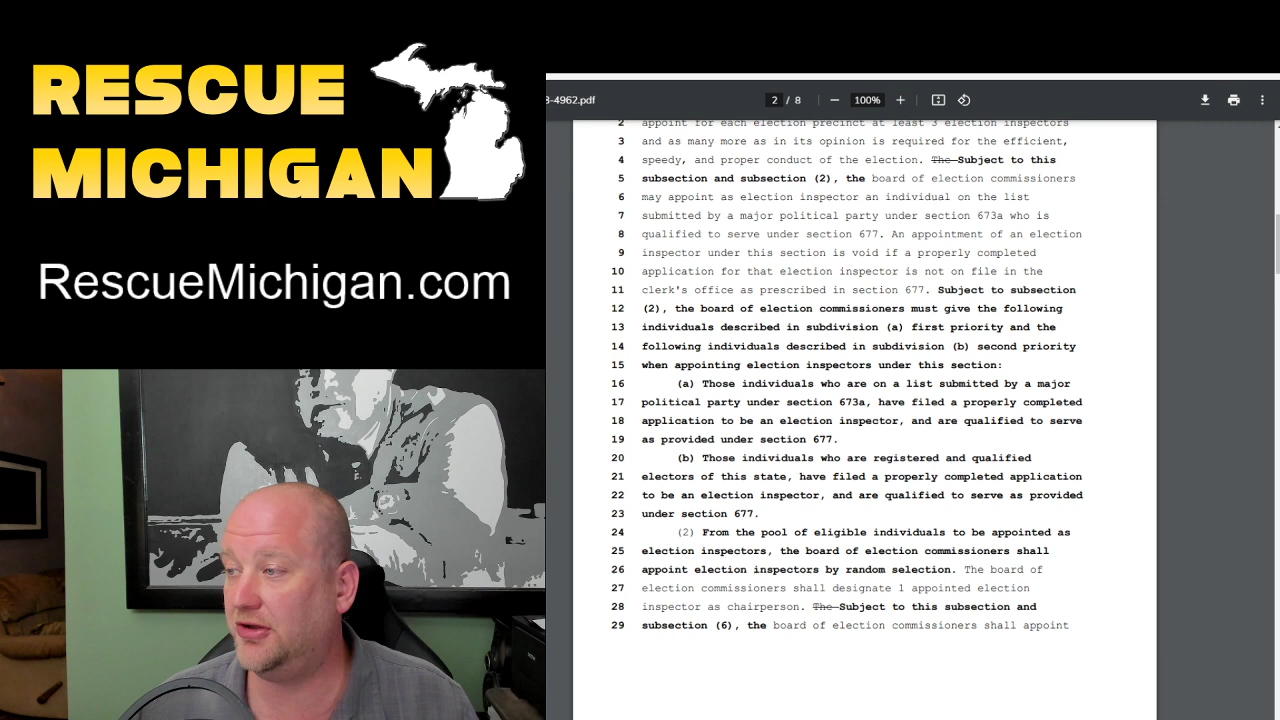 RESCUE
MICHIGAN
RescueMichigan.com
3-4962.pdf
2 / 8
100%
2 appoint for each election precinct at least 3 election inspectors
3 and as many more as in its opinion is required for the efficient,
4 speedy, and proper conduct of the election. The Subject to this
5 subsection and subsection (2), the board of election commissioners
6 may appoint as election inspector an individual on the list
7 submitted by a major political party under section 673a who is
8 qualified to serve under section 677. An appointment of an election
9 inspector under this section is void if a properly completed
10 application for that election inspector is not on file in the
11 clerk's office as prescribed in section 677. Subject to subsection
12 (2), the board of election commissioners must give the following
13 individuals described in subdivision (a) first priority and the
14 following individuals described in subdivision (b) second priority
15 when appointing election inspectors under this section:
16 (a) Those individuals who are on a list submitted by a major
17 political party under section 673a, have filed a properly completed
18 application to be an election inspector, and are qualified to serve
19 as provided under section 677.
20 (b) Those individuals who are registered and qualified
21 electors of this state, have filed a properly completed application
22 to be an election inspector, and are qualified to serve as provided
23 under section 677.
24 (2) From the pool of eligible individuals to be appointed as
25 election inspectors, the board of election commissioners shall
26 appoint election inspectors by random selection. The board of
27 election commissioners shall designate 1 appointed election
28 inspector as chairperson. The Subject to this subsection and
29 subsection (6), the board of election commissioners shall appoint